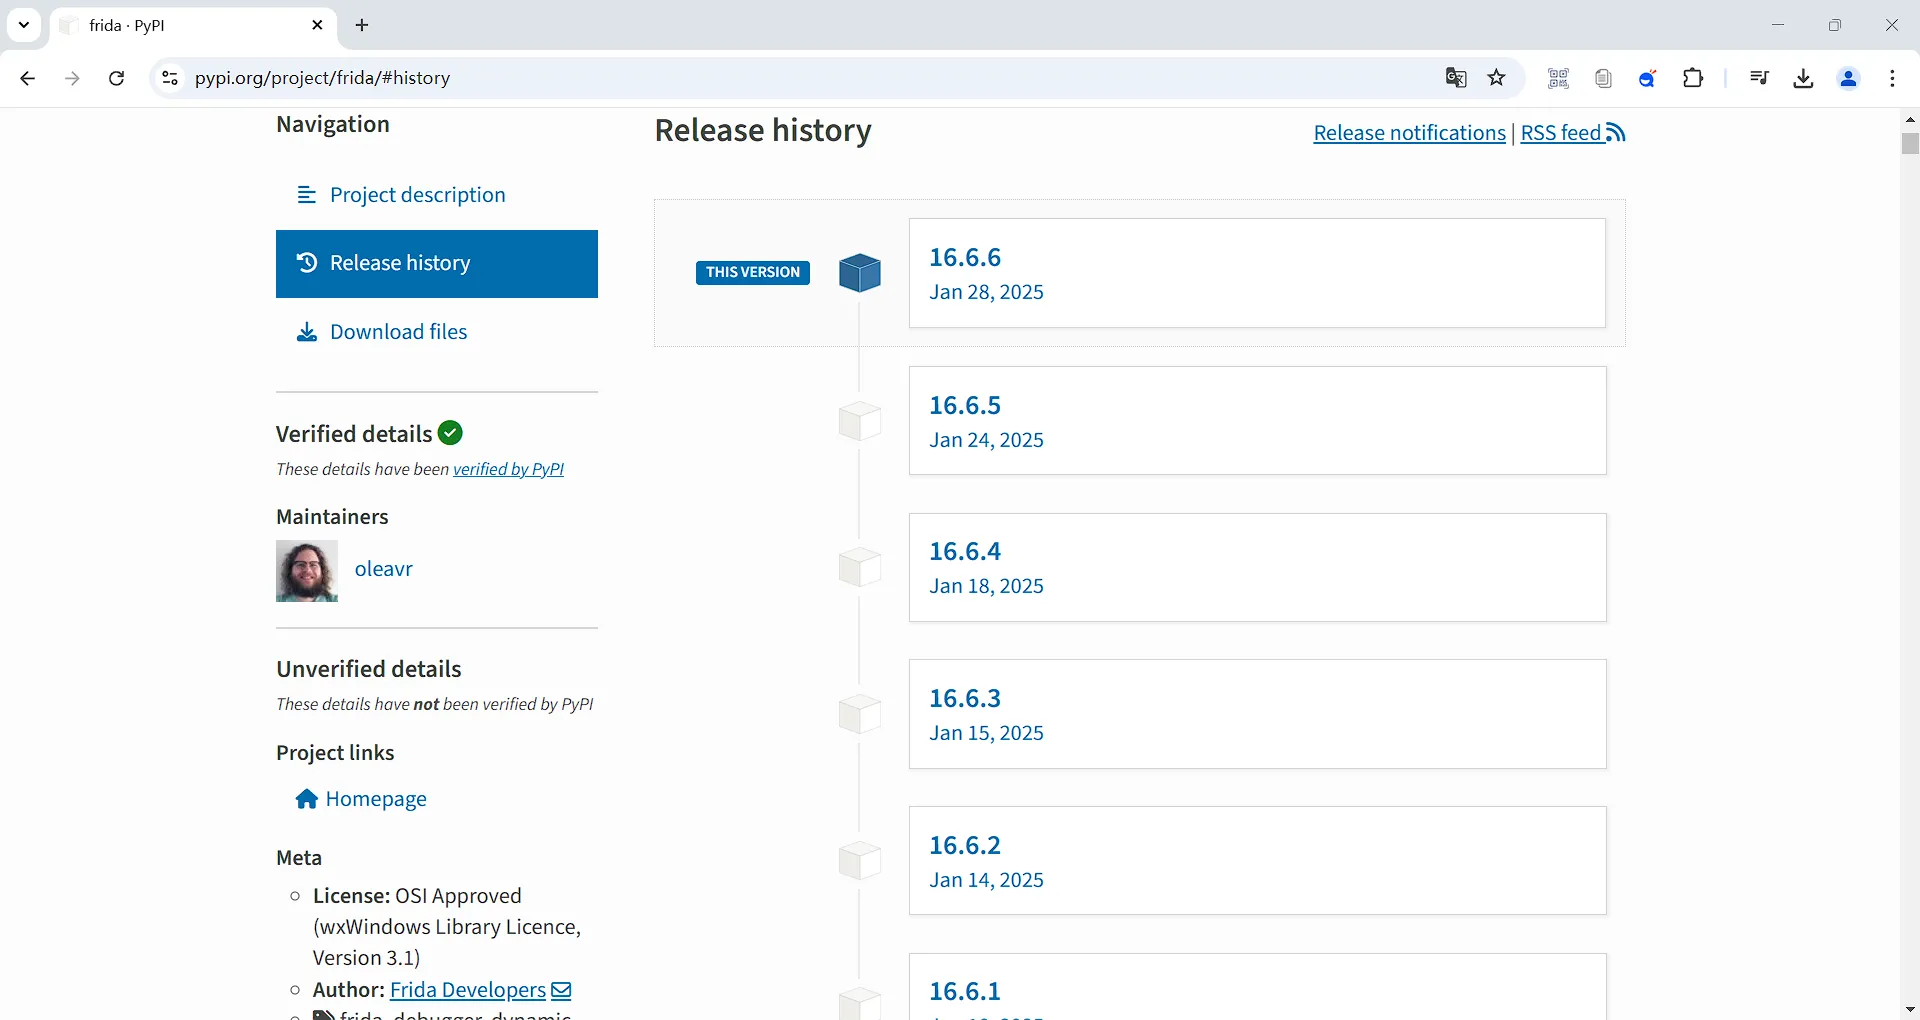 frida · PyPI
pypi.org/project/frida/#history
Navigation
Project description
Release history
Download files
Verified details
These details have been verified by PyPI
Maintainers
oleavr
Unverified details
These details have not been verified by PyPI
Project links
Homepage
Meta
License: OSI Approved
(wxWindows Library Licence,
Version 3.1)
Author: Frida Developers
frida, debugger, dynamic
Release history
Release notifications | RSS feed
THIS VERSION
16.6.6
Jan 28, 2025
16.6.5
Jan 24, 2025
16.6.4
Jan 18, 2025
16.6.3
Jan 15, 2025
16.6.2
Jan 14, 2025
16.6.1